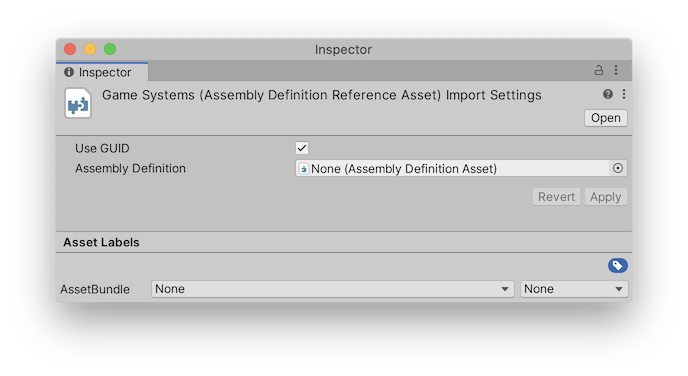 Inspector
Inspector
Game Systems (Assembly Definition Reference Asset) Import Settings
Open
Use GUID
Assembly Definition None (Assembly Definition Asset)
Revert Apply
Asset Labels
AssetBundle None None